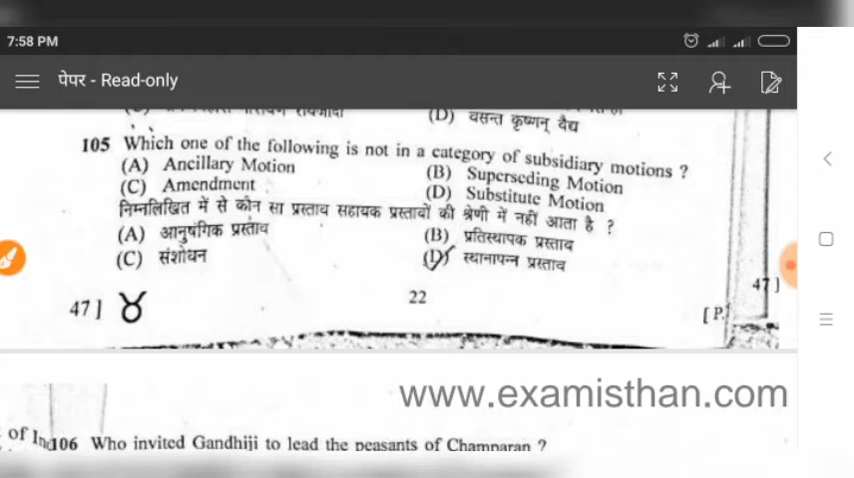 7:58 PM
पेपर - Read-only
(D) वसन्त कृष्णन् वैद्य
105 Which one of the following is not in a category of subsidiary motions ?
(A) Ancillary Motion
(B) Superseding Motion
(C) Amendment
(D) Substitute Motion
निम्नलिखित में से कौन सा प्रस्ताव सहायक प्रस्तावों की श्रेणी में नहीं आता है ?
(A) आनुषंगिक प्रस्ताव
(B) प्रतिस्थापक प्रस्ताव
(C) संशोधन
(D) स्थानापन्न प्रस्ताव
47 ]
22
47 ]
[ P.
www.examisthan.com
of In
106 Who invited Gandhiji to lead the peasants of Champaran ?